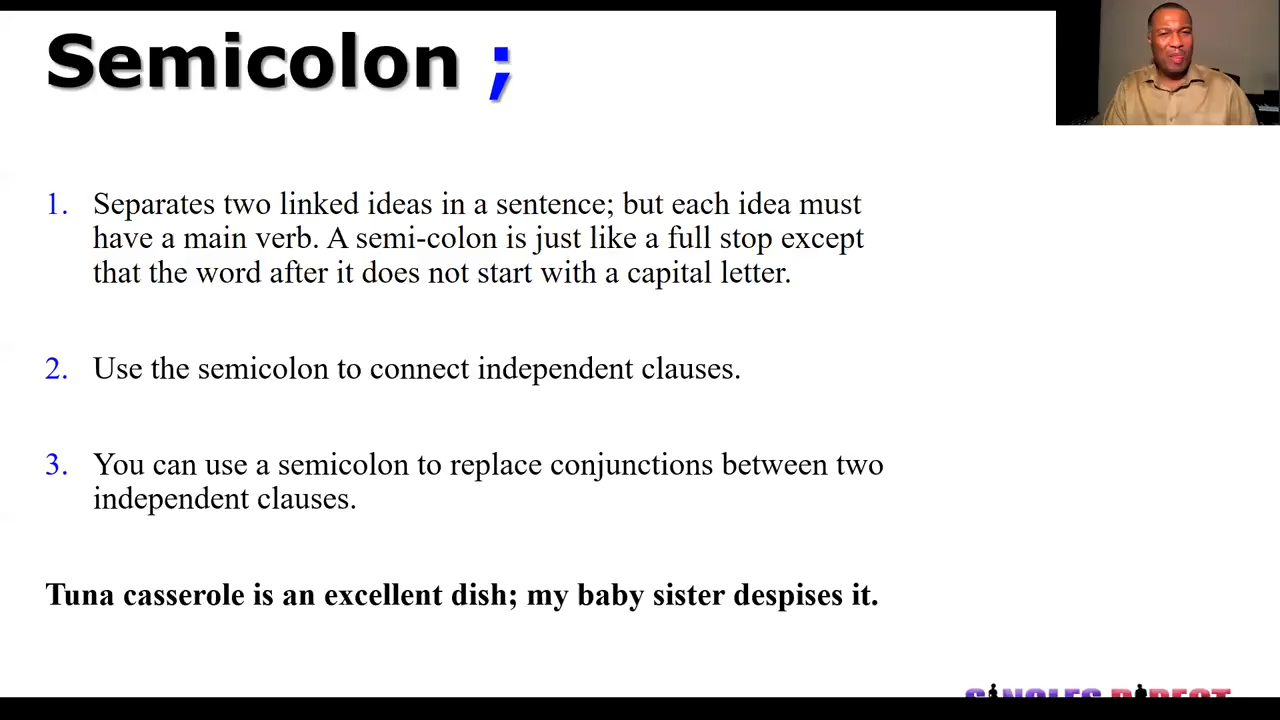 Semicolon ;
1. Separates two linked ideas in a sentence; but each idea must
have a main verb. A semi-colon is just like a full stop except
that the word after it does not start with a capital letter.
2. Use the semicolon to connect independent clauses.
3. You can use a semicolon to replace conjunctions between two
independent clauses.
Tuna casserole is an excellent dish; my baby sister despises it.